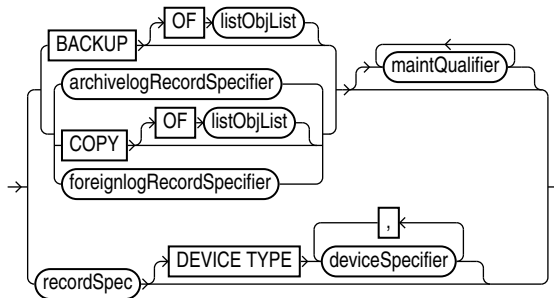 BACKUP OF listObjList
archivelogRecordSpecifier
COPY OF listObjList
foreignlogRecordSpecifier
maintQualifier
recordSpec DEVICE TYPE deviceSpecifier ,